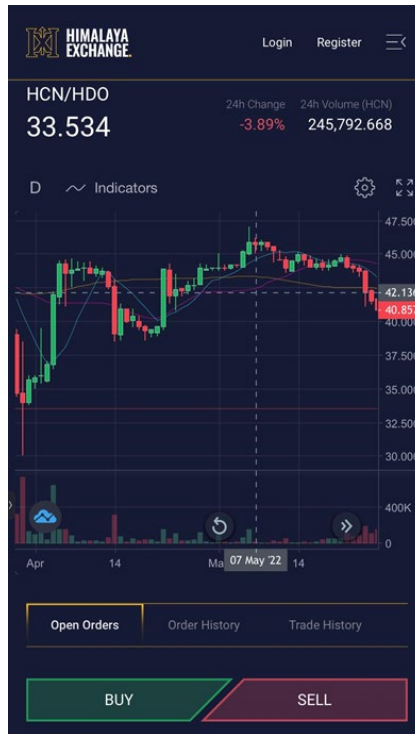 HIMALAYA
EXCHANGE.
Login Register
HCN/HDO
24h Change 24h Volume (HCN)
33.534 -3.89% 245,792.668
D Indicators
47.500
45.000
42.136
40.857
40.000
37.500
35.000
32.500
30.000
400K
0
Apr 14 Ma 07 May '22 14
Open Orders Order History Trade History
BUY SELL